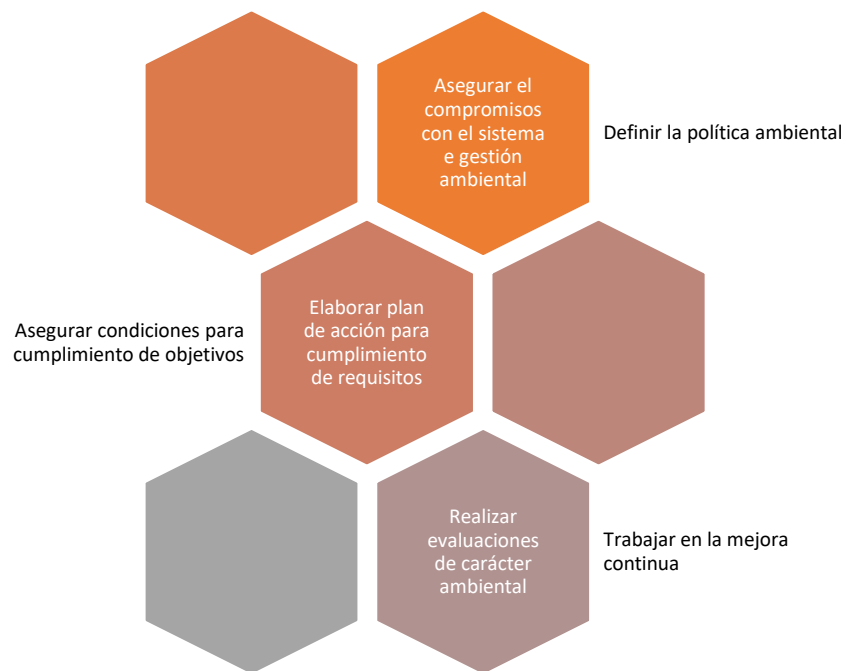 Asegurar el
compromisos
con el sistema
e gestión
ambiental
Definir la política ambiental
Asegurar condiciones para
cumplimiento de objetivos
Elaborar plan
de acción para
cumplimiento
de requisitos
Realizar
evaluaciones
de carácter
ambiental
Trabajar en la mejora
continua